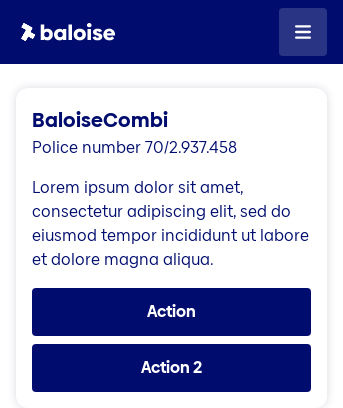 baloise
BaloiseCombi
Police number 70/2.937.458
Lorem ipsum dolor sit amet,
consectetur adipiscing elit, sed do
eiusmod tempor incididunt ut labore
et dolore magna aliqua.
Action
Action 2